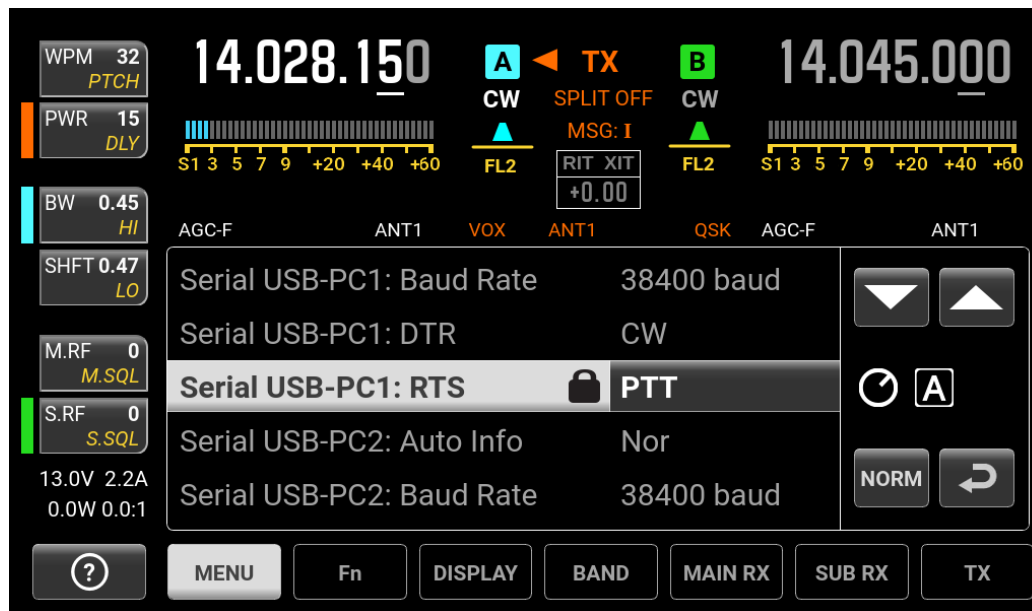 WPM 32
PTCH
PWR 15
DLY
BW 0.45
HI
SHFT 0.47
LO
M.RF 0
M.SQL
S.RF 0
S.SQL
13.0V 2.2A
0.0W 0.0:1
14.028.150
A
TX
B
14.045.000
CW
SPLIT OFF
CW
MSG: I
S1 3 5 7 9 +20 +40 +60
FL2
RIT XIT
+0.00
FL2
S1 3 5 7 9 +20 +40 +60
AGC-F ANT1 VOX ANT1 QSK AGC-F ANT1
Serial USB-PC1: Baud Rate 38400 baud
Serial USB-PC1: DTR CW
Serial USB-PC1: RTS PTT
Serial USB-PC2: Auto Info Nor
Serial USB-PC2: Baud Rate 38400 baud
A
NORM
? MENU Fn DISPLAY BAND MAIN RX SUB RX TX